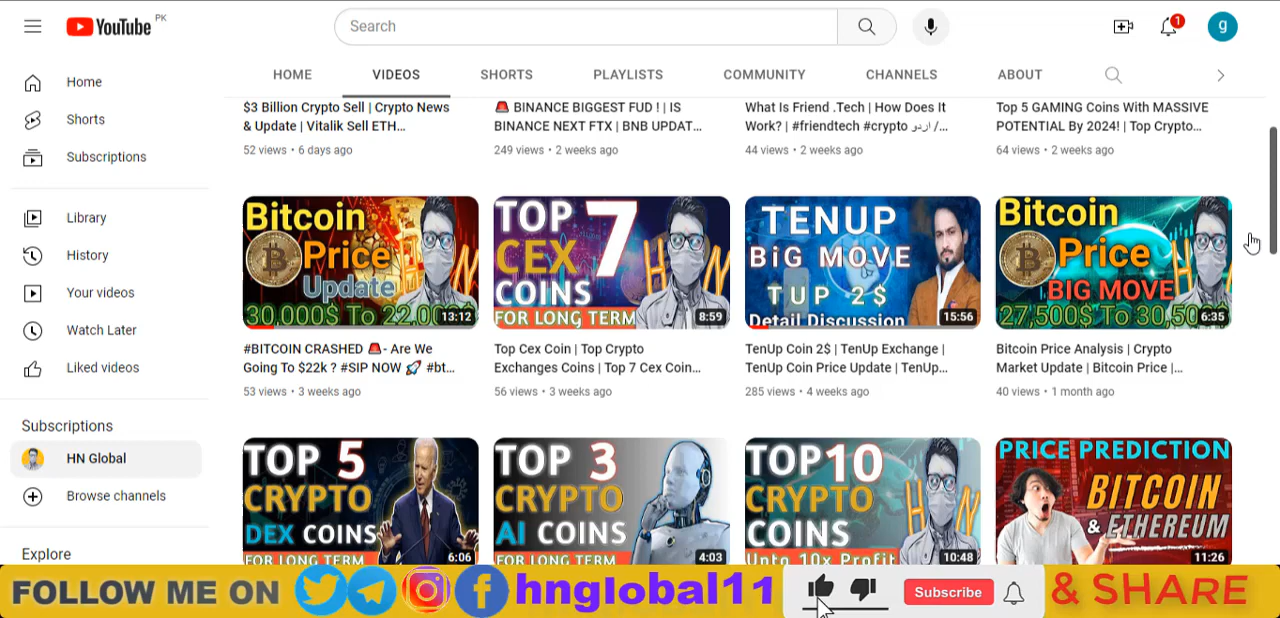 YouTube PK
Search
1
g
HOME VIDEOS SHORTS PLAYLISTS COMMUNITY CHANNELS ABOUT
Home
Shorts
Subscriptions
Library
History
Your videos
Watch Later
Liked videos
Subscriptions
HN Global
Browse channels
Explore
$3 Billion Crypto Sell | Crypto News
& Update | Vitalik Sell ETH...
52 views • 6 days ago
🚨 BINANCE BIGGEST FUD ! | IS
BINANCE NEXT FTX | BNB UPDAT...
249 views • 2 weeks ago
What Is Friend .Tech | How Does It
Work? | #friendtech #crypto اردو /...
44 views • 2 weeks ago
Top 5 GAMING Coins With MASSIVE
POTENTIAL By 2024! | Top Crypto...
64 views • 2 weeks ago
Bitcoin
Price
Update
30,000$ To 22,00
13:12
#BITCOIN CRASHED 🚨- Are We
Going To $22k ? #SIP NOW 🚀 #bt...
53 views • 3 weeks ago
TOP 7
CEX
COINS
FOR LONG TERM
HN
8:59
Top Cex Coin | Top Crypto
Exchanges Coins | Top 7 Cex Coin...
56 views • 3 weeks ago
TENUP
BiG MOVE
TUP 2$
Detail Discussion
15:56
TenUp Coin 2$ | TenUp Exchange |
TenUp Coin Price Update | TenUp...
285 views • 4 weeks ago
Bitcoin
Price
BIG MOVE
27,500$ To 30,50
6:35
Bitcoin Price Analysis | Crypto
Market Update | Bitcoin Price |...
40 views • 1 month ago
TOP 5
CRYPTO
DEX COINS
FOR LONG TERM
6:06
TOP 3
CRYPTO
AI COINS
FOR LONG TERM
4:03
TOP10
CRYPTO
COINS
Upto 10x Profit
HN
10:48
PRICE PREDICTION
BITCOIN
& ETHEREUM
11:26
FOLLOW ME ON hnglobal11 Subscribe & SHARE